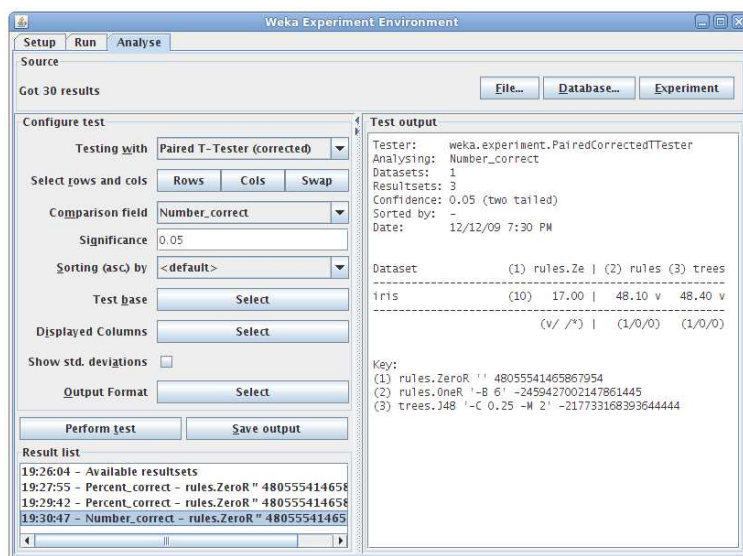 Weka Experiment Environment
Setup Run Analyse
Source
Got 30 results
File... Database... Experiment
Configure test
Testing with Paired T-Tester (corrected)
Select rows and cols Rows Cols Swap
Comparison field Number_correct
Significance 0.05
Sorting (asc.) by <default>
Test base Select
Displayed Columns Select
Show std. deviations
Output Format Select
Perform test Save output
Result list
19:26:04 - Available resultsets
19:27:55 - Percent_correct - rules.ZeroR '' 480555414658
19:29:42 - Percent_correct - rules.ZeroR '' 480555414658
19:30:47 - Number_correct - rules.ZeroR '' 48055541465
Test output
Tester: weka.experiment.PairedCorrectedTTester
Analysing: Number_correct
Datasets: 1
Resultsets: 3
Confidence: 0.05 (two tailed)
Sorted by: -
Date: 12/12/09 7:30 PM
Dataset (1) rules.Ze | (2) rules (3) trees
----------------------------------------------------------
iris (10) 17.00 | 48.10 v 48.40 v
----------------------------------------------------------
(v/ /*) | (1/0/0) (1/0/0)
Key:
(1) rules.ZeroR '' 48055541465867954
(2) rules.OneR '-B 6' -2459427002147861445
(3) trees.J48 '-C 0.25 -M 2' -217733168393644444